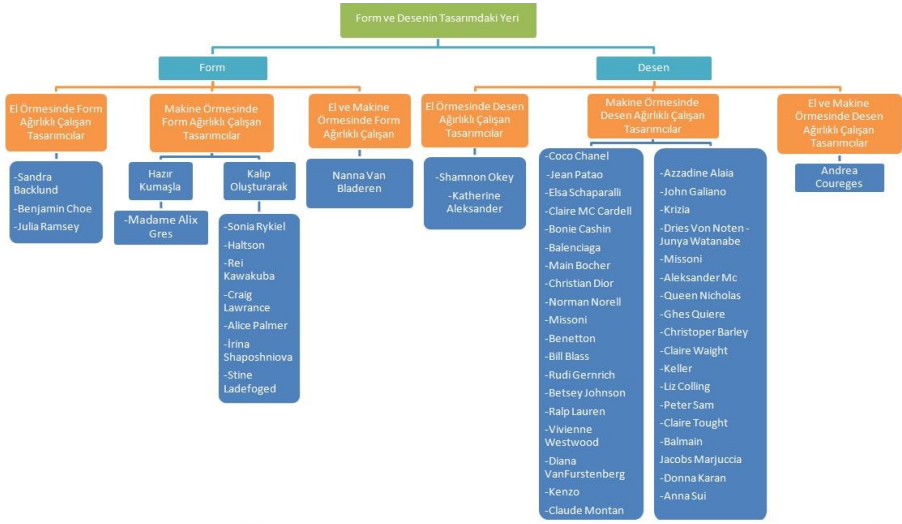 Form ve Desenin Tasarımdaki Yeri
Form
Desen
El Örmesinde Form
Ağırlıklı Çalışan
Tasarımcılar
Makine Örmesinde
Form Ağırlıklı Çalışan
Tasarımcılar
El ve Makine
Örmesinde Form
Ağırlıklı Çalışan
El Örmesinde Desen
Ağırlıklı Çalışan
Tasarımcılar
Makine Örmesinde
Desen Ağırlıklı Çalışan
Tasarımcılar
El ve Makine
Örmesinde Desen
Ağırlıklı Çalışan
Tasarımcılar
-Sandra
Backlund
-Benjamin Choe
-Julia Ramsey
Hazır
Kumaşla
-Madame Alix
Gres
Kalıp
Oluşturarak
-Sonia Rykiel
-Haltson
-Rei
Kawakuba
-Craig
Lawrance
-Alice Palmer
-İrina
Shaposhniova
-Stine
Ladefoged
Nanna Van
Bladeren
-Shamnon Okey
-Katherine
Aleksander
-Coco Chanel
-Jean Patao
-Elsa Schaparalli
-Claire MC Cardell
-Bonie Cashin
-Balenciaga
-Main Bocher
-Christian Dior
-Norman Norell
-Missoni
-Benetton
-Bill Blass
-Rudi Gernrich
-Betsey Johnson
-Ralp Lauren
-Vivienne
Westwood
-Diana
VanFurstenberg
-Kenzo
-Claude Montan
-Azzadine Alaia
-John Galiano
-Krizia
-Dries Von Noten -
Junya Watanabe
-Missoni
-Aleksander Mc
-Queen Nicholas
-Ghes Quiere
-Christoper Barley
-Claire Waight
-Keller
-Liz Colling
-Peter Sam
-Claire Tought
-Balmain
Jacobs Marjuccia
-Donna Karan
-Anna Sui
Andrea
Coureges